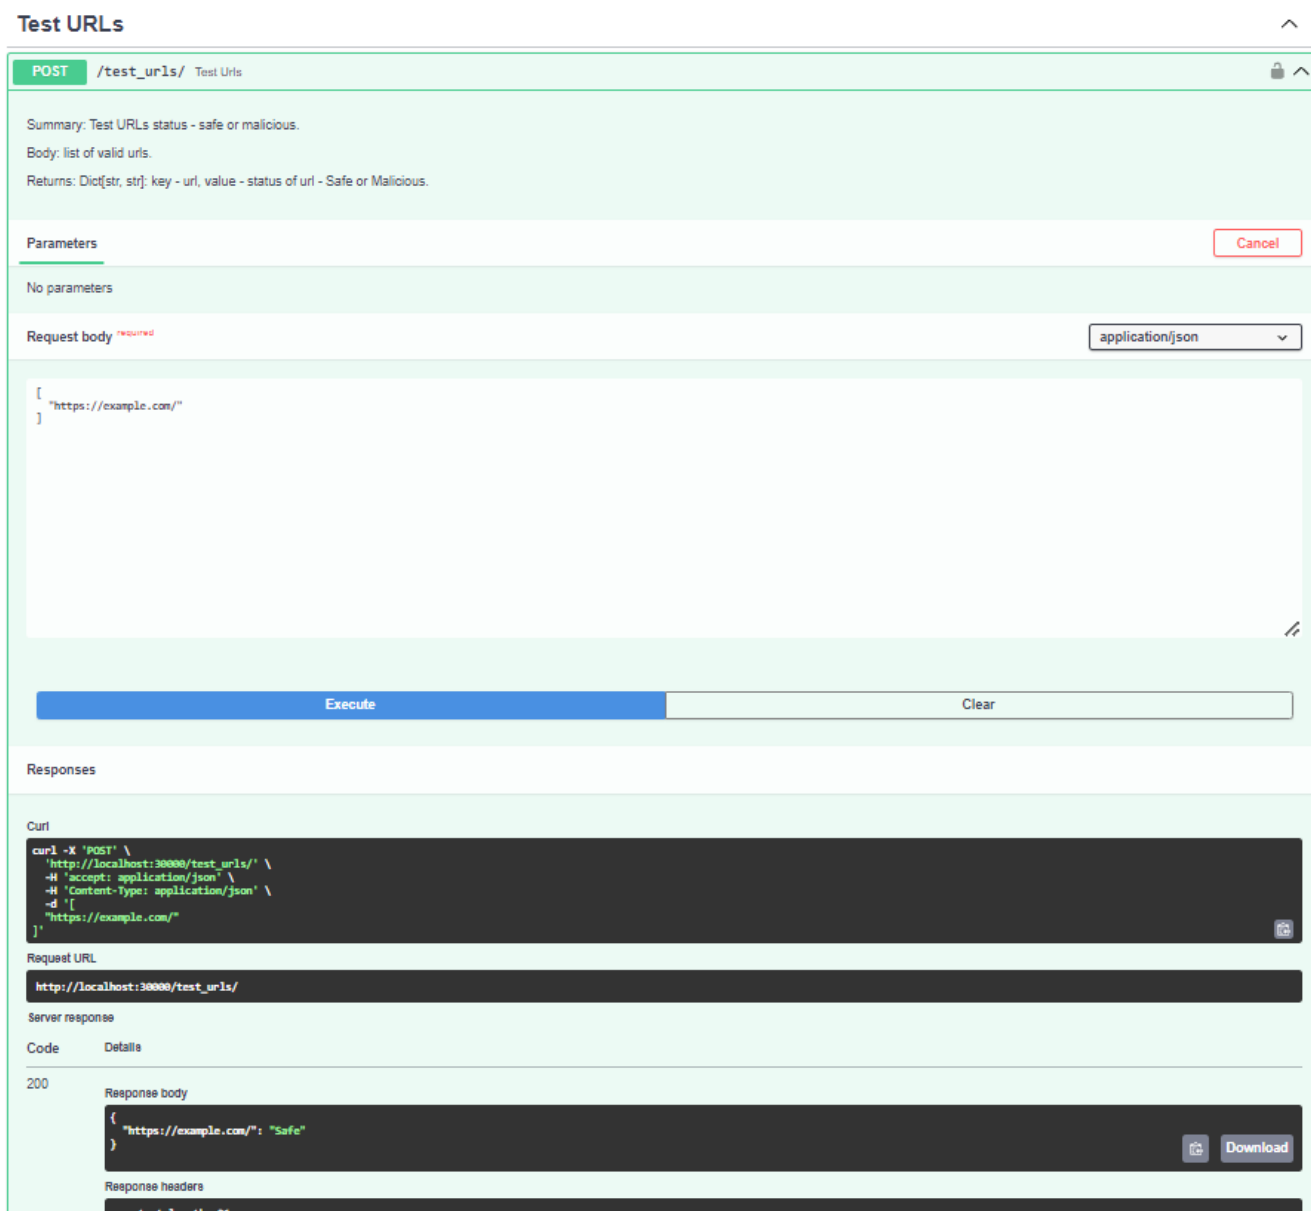 Test URLs
POST /test_urls/ Test Urls
Summary: Test URLs status - safe or malicious.
Body: list of valid urls.
Returns: Dict[str, str]: key - url, value - status of url - Safe or Malicious.
Parameters
Cancel
No parameters
Request body required
application/json
[
"https://example.com/"
]
Execute
Clear
Responses
Curl
curl -X 'POST' \
'http://localhost:30000/test_urls/' \
-H 'accept: application/json' \
-H 'Content-Type: application/json' \
-d '[
"https://example.com/"
]'
Request URL
http://localhost:30000/test_urls/
Server response
Code Details
200
Response body
{
"https://example.com/": "Safe"
}
Download
Response headers